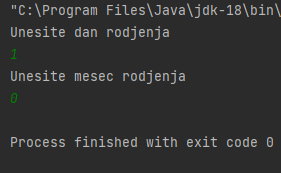 "C:\Program Files\Java\jdk-18\bin\
Unesite dan rodjenja
1
Unesite mesec rodjenja
0
Process finished with exit code 0